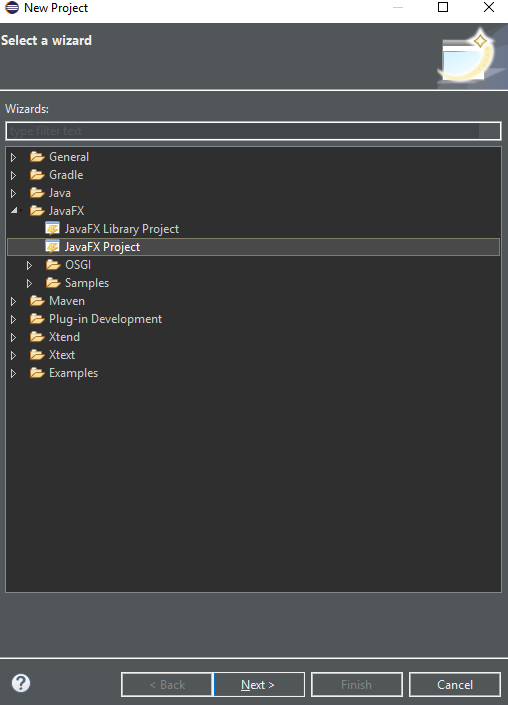 New Project
Select a wizard
Wizards:
type filter text
General
Gradle
Java
JavaFX
JavaFX Library Project
JavaFX Project
OSGI
Samples
Maven
Plug-in Development
Xtend
Xtext
Examples
? < Back Next > Finish Cancel